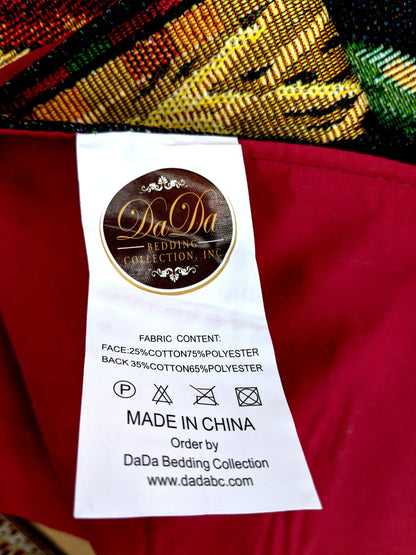 DaDa
BEDDING
COLLECTION, INC
FABRIC CONTENT:
FACE:25%COTTON75%POLYESTER
BACK 35%COTTON65%POLYESTER
P
MADE IN CHINA
Order by
DaDa Bedding Collection
www.dadabc.com